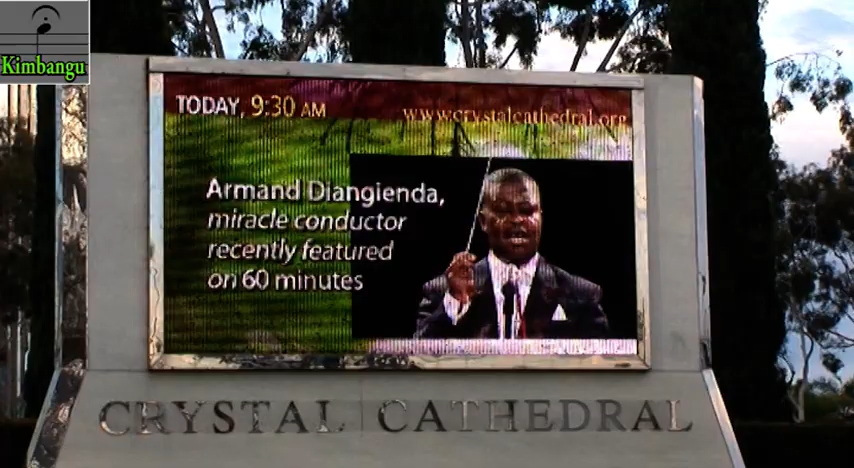 Kimbangu
TODAY, 9:30 AM
www.crystalcathedral.org
Armand Diangienda,
miracle conductor
recently featured
on 60 minutes
CRYSTAL CATHEDRAL